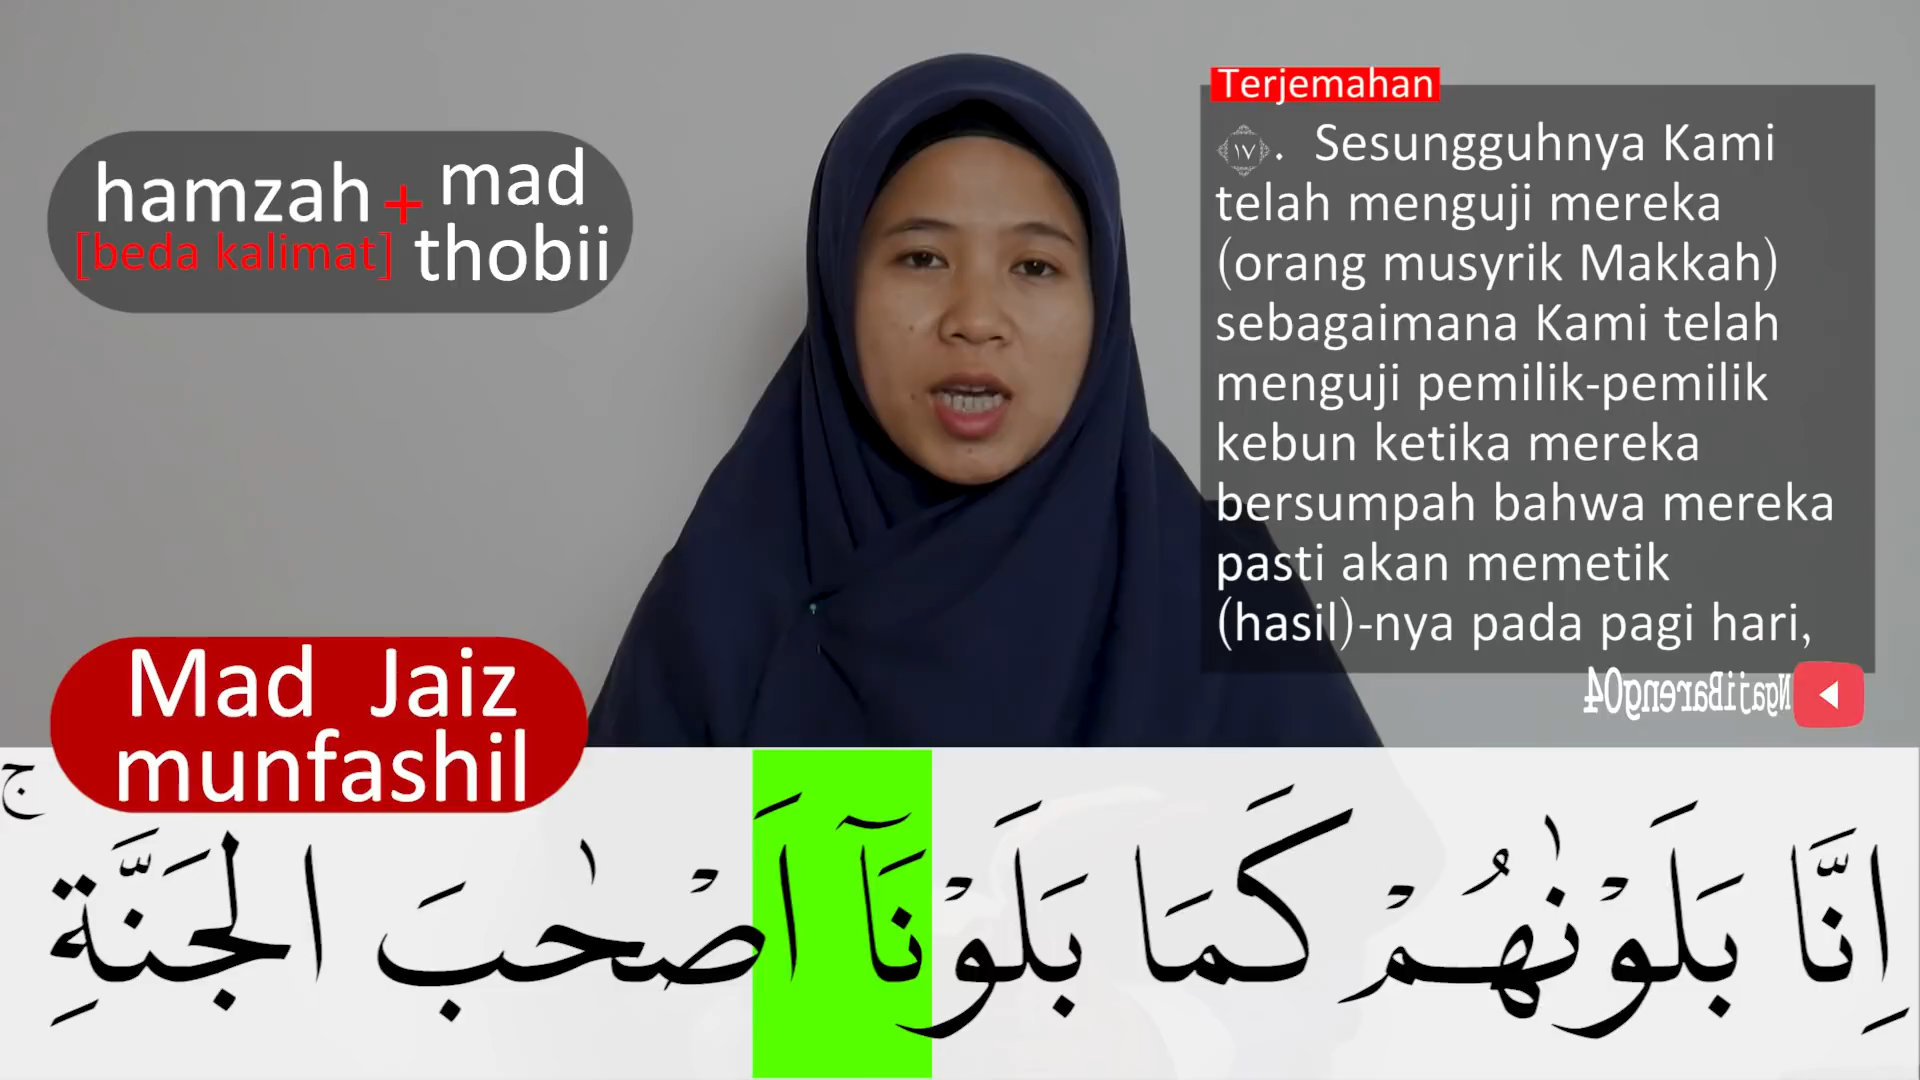 hamzah + mad
[beda kalimat] thobii
Terjemahan
١٧. Sesungguhnya Kami
telah menguji mereka
(orang musyrik Makkah)
sebagaimana Kami telah
menguji pemilik-pemilik
kebun ketika mereka
bersumpah bahwa mereka
pasti akan memetik
(hasil)-nya pada pagi hari,
NgajiBareng04
Mad Jaiz
munfashil
اِنَّا بَلَوْنٰهُمْ كَمَا بَلَوْنَآ اَصْحٰبَ الْجَنَّةِۚ